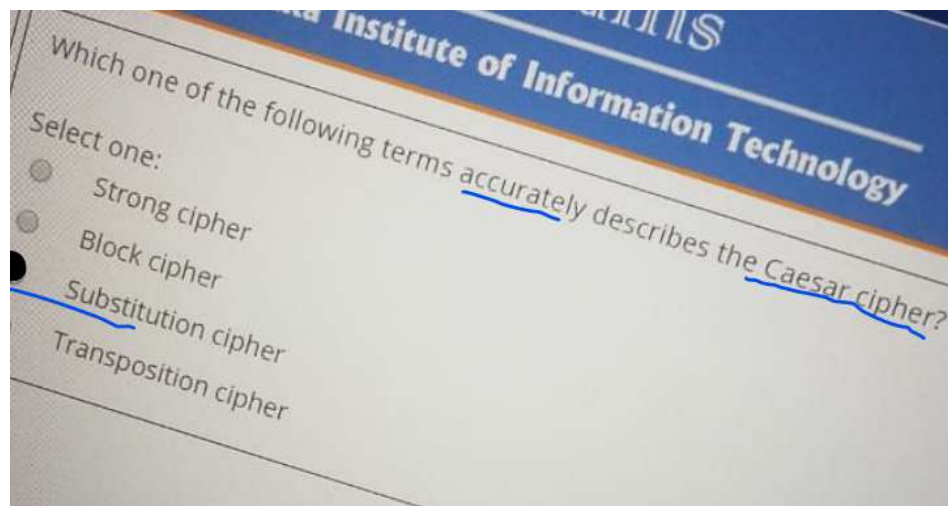 Institute of Information Technology
Which one of the following terms accurately describes the Caesar cipher?
Select one:
Strong cipher
Block cipher
Substitution cipher
Transposition cipher